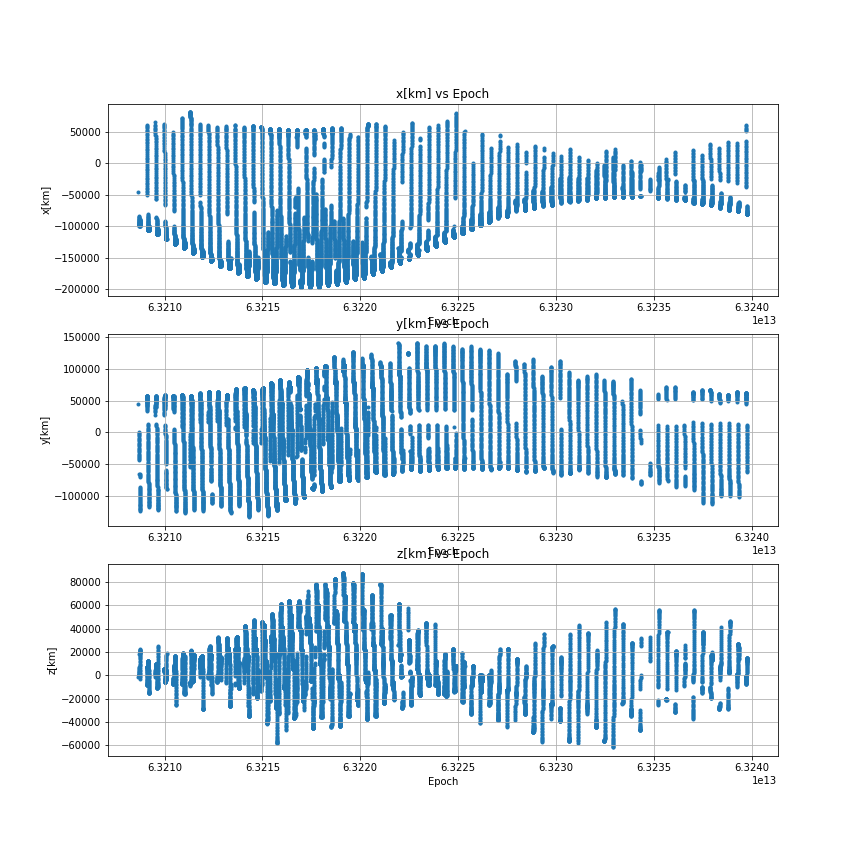 x[km] vs Epoch
50000
0
−50000
−100000
−150000
−200000
x[km]
6.3210 6.3215 6.3220 6.3225 6.3230 6.3235 6.3240
Epoch
1e13
y[km] vs Epoch
150000
100000
50000
0
−50000
−100000
y[km]
6.3210 6.3215 6.3220 6.3225 6.3230 6.3235 6.3240
Epoch
1e13
z[km] vs Epoch
80000
60000
40000
20000
0
−20000
−40000
−60000
z[km]
6.3210 6.3215 6.3220 6.3225 6.3230 6.3235 6.3240
1e13
Epoch